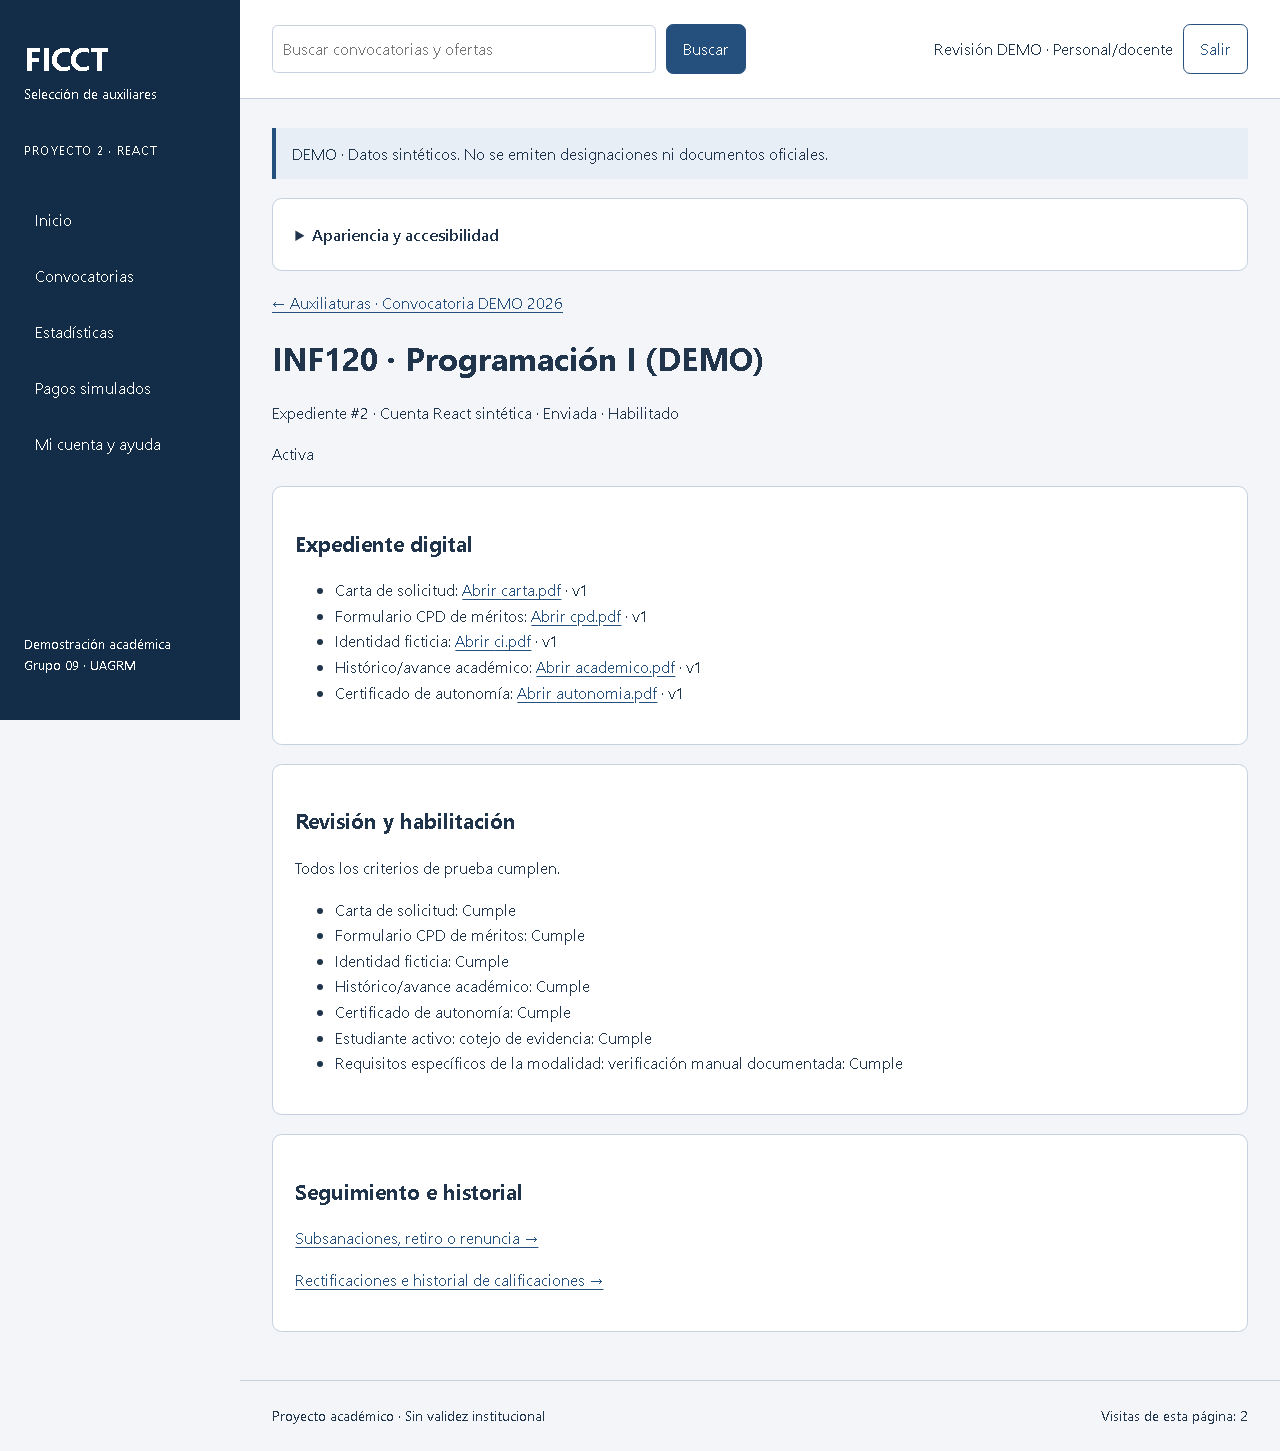 FICCT
Selección de auxiliares
PROYECTO 2 · REACT
Inicio
Convocatorias
Estadísticas
Pagos simulados
Mi cuenta y ayuda
Demostración académica
Grupo 09 · UAGRM
Buscar convocatorias y ofertas
Buscar
Revisión DEMO · Personal/docente
Salir
DEMO · Datos sintéticos. No se emiten designaciones ni documentos oficiales.
▶ Apariencia y accesibilidad
← Auxiliaturas · Convocatoria DEMO 2026
INF120 · Programación I (DEMO)
Expediente #2 · Cuenta React sintética · Enviada · Habilitado
Activa
Expediente digital
• Carta de solicitud: Abrir carta.pdf · v1
• Formulario CPD de méritos: Abrir cpd.pdf · v1
• Identidad ficticia: Abrir ci.pdf · v1
• Histórico/avance académico: Abrir academico.pdf · v1
• Certificado de autonomía: Abrir autonomia.pdf · v1
Revisión y habilitación
Todos los criterios de prueba cumplen.
• Carta de solicitud: Cumple
• Formulario CPD de méritos: Cumple
• Identidad ficticia: Cumple
• Histórico/avance académico: Cumple
• Certificado de autonomía: Cumple
• Estudiante activo: cotejo de evidencia: Cumple
• Requisitos específicos de la modalidad: verificación manual documentada: Cumple
Seguimiento e historial
Subsanaciones, retiro o renuncia →
Rectificaciones e historial de calificaciones →
Proyecto académico · Sin validez institucional
Visitas de esta página: 2